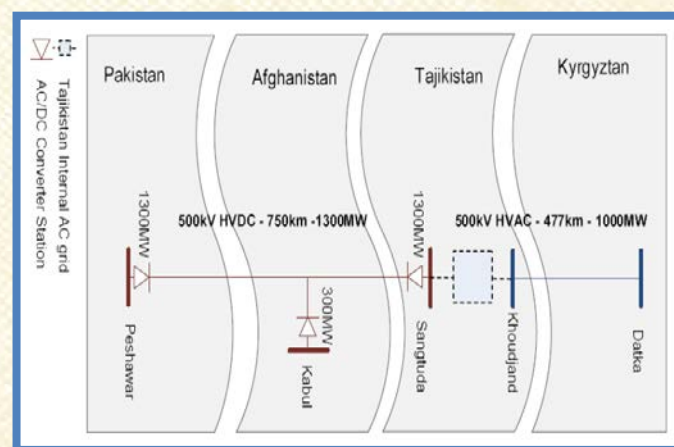 Pakistan
Afghanistan
Tajikistan
Kyrgyztan
500kV HVDC - 750km -1300MW
500kV HVAC - 477km - 1000MW
1300MW
1300MW
300MW
Peshawar
Kabul
Sangtuda
Khoudjand
Datka
Tajikistan Internal AC grid
AC/DC Converter Station